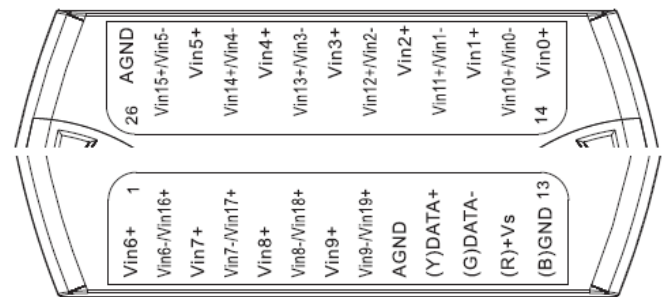 26 AGND
Vin15+/Vin5-
Vin5+
Vin14+/Vin4-
Vin4+
Vin13+/Vin3-
Vin3+
Vin12+/Vin2-
Vin2+
Vin11+/Vin1-
Vin1+
Vin10+/Vin0-
14 Vin0+
Vin6+ 1
Vin6-/Vin16+
Vin7+
Vin7-/Vin17+
Vin8+
Vin8-/Vin18+
Vin9+
Vin9-/Vin19+
AGND
(Y)DATA+
(G)DATA-
(R)+Vs
(B)GND 13